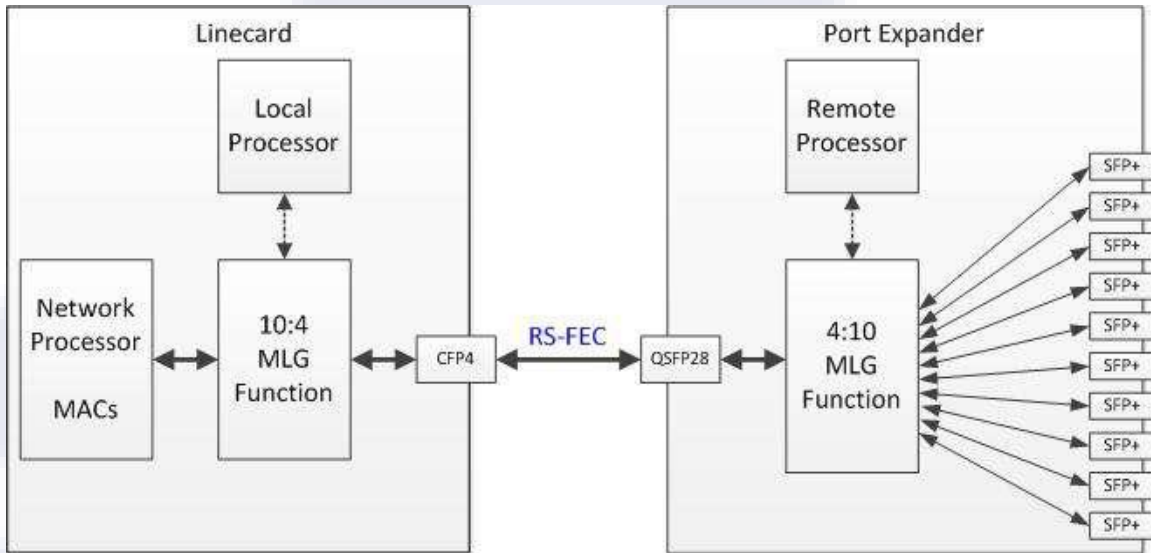 Linecard
Local
Processor
Network
Processor
MACs
10:4
MLG
Function
CFP4
RS-FEC
QSFP28
Port Expander
Remote
Processor
4:10
MLG
Function
SFP+
SFP+
SFP+
SFP+
SFP+
SFP+
SFP+
SFP+
SFP+
SFP+